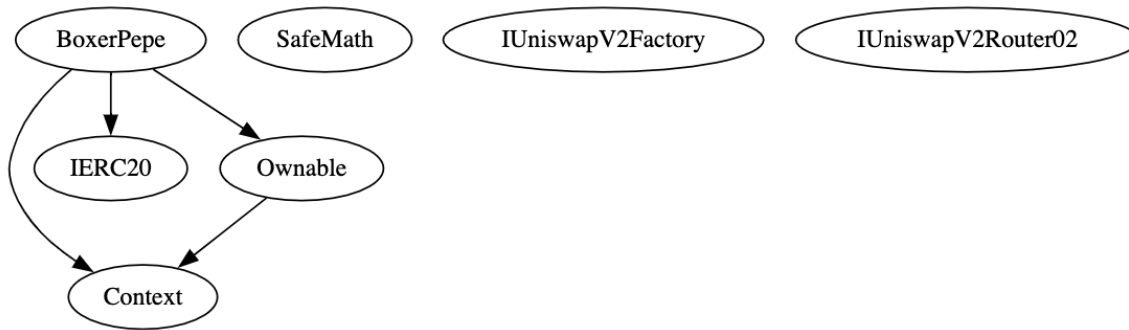 BoxerPepe
SafeMath
IUniswapV2Factory
IUniswapV2Router02
IERC20
Ownable
Context